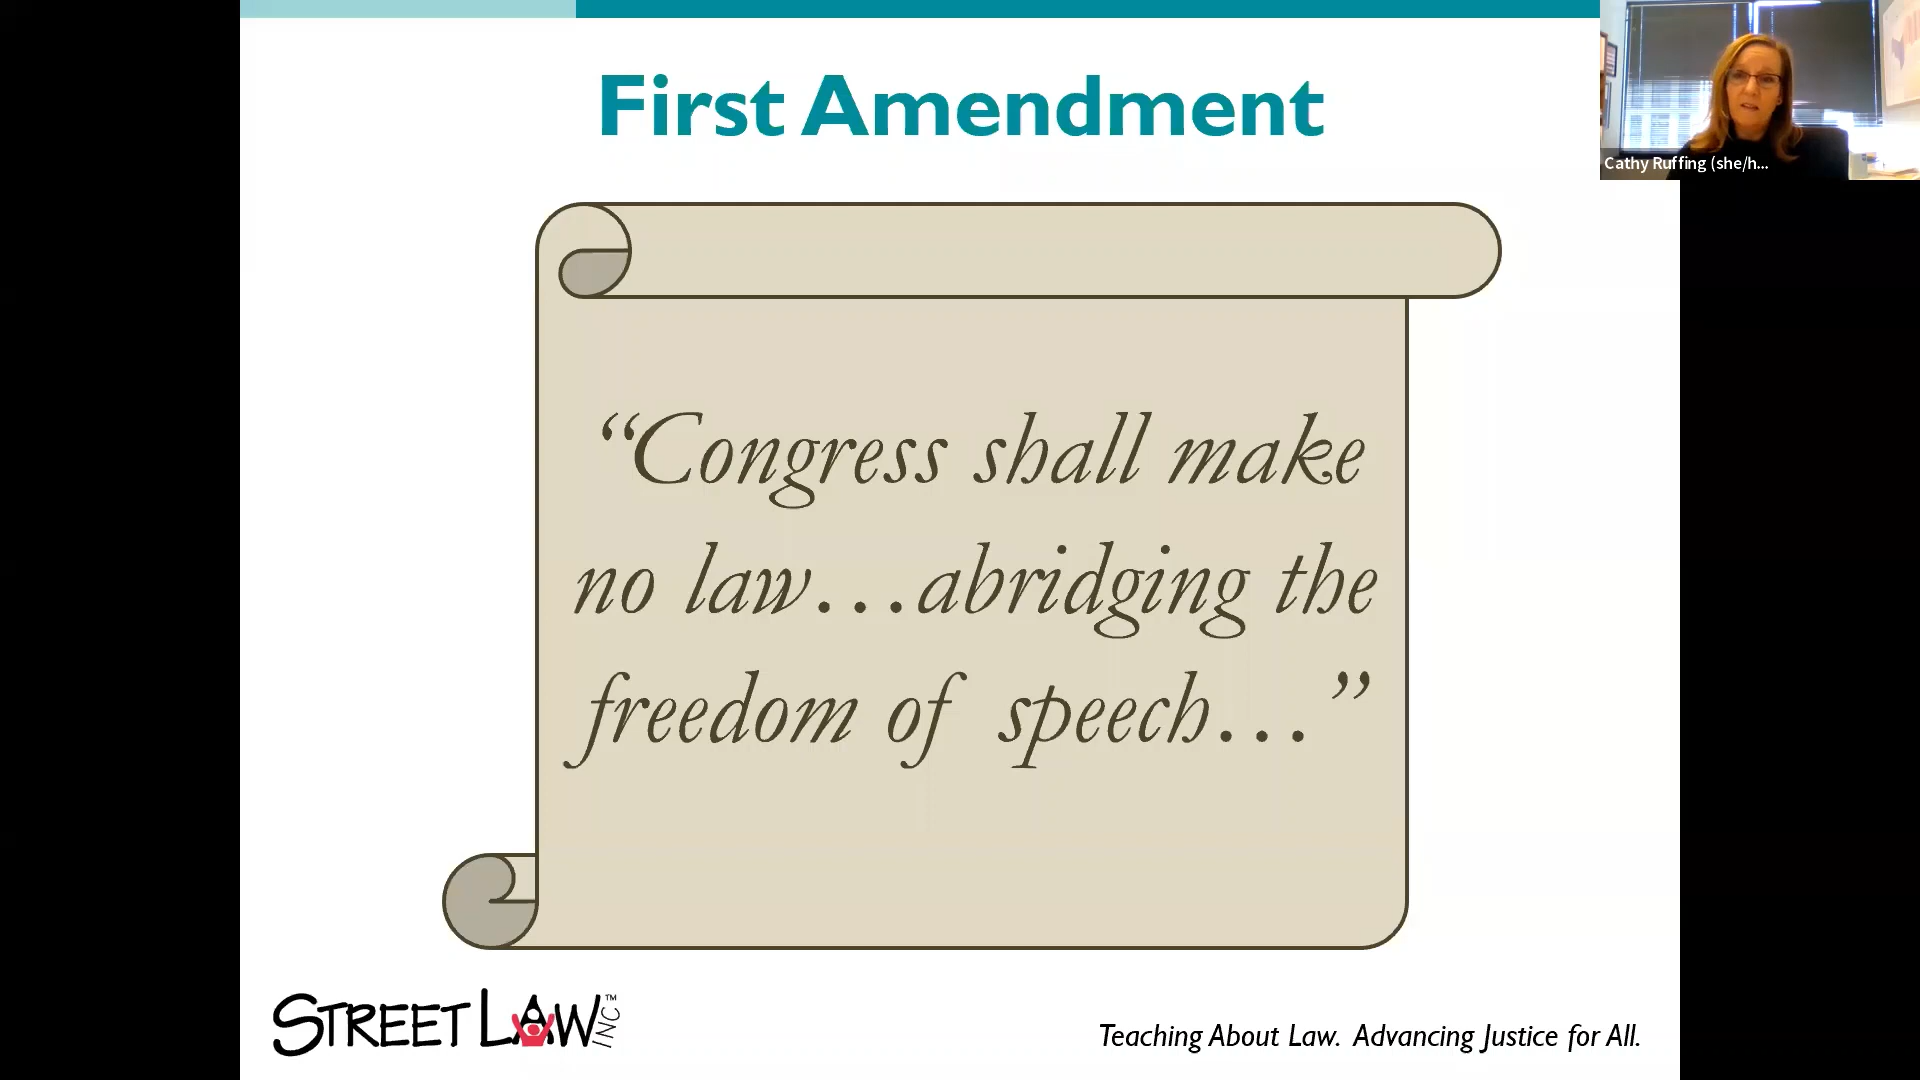 First Amendment
Cathy Ruffing (she/h...
“Congress shall make
no law…abridging the
freedom of speech…”
STREET LAW INC™
Teaching About Law. Advancing Justice for All.